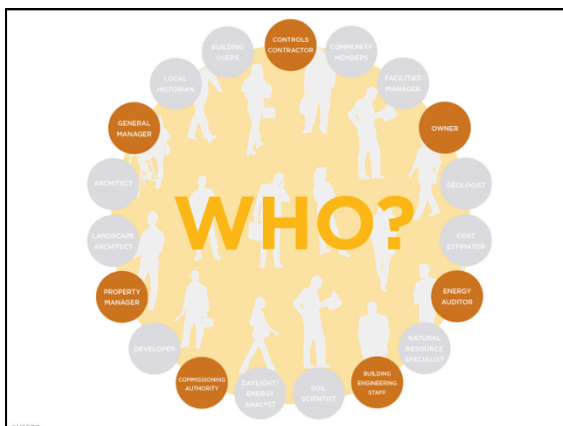 CONTROLS
CONTRACTOR
COMMUNITY
MEMBERS
FACILITIES
MANAGER
OWNER
GEOLOGIST
COST
ESTIMATOR
ENERGY
AUDITOR
NATURAL
RESOURCE
SPECIALIST
BUILDING
ENGINEERING
STAFF
SOIL
SCIENTIST
DAYLIGHT/
ENERGY
ANALYST
COMMISSIONING
AUTHORITY
DEVELOPER
PROPERTY
MANAGER
LANDSCAPE
ARCHITECT
ARCHITECT
GENERAL
MANAGER
LOCAL
HISTORIAN
BUILDING
USERS
WHO?